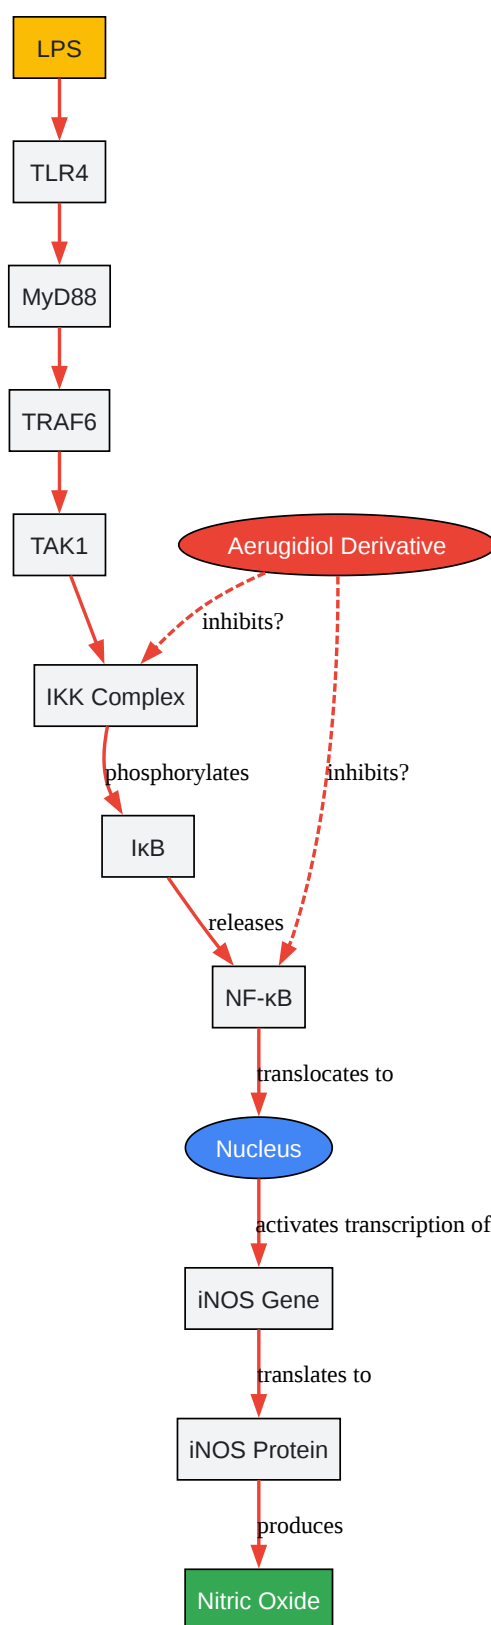 LPS
TLR4
MyD88
TRAF6
TAK1
Aerugidiol Derivative
inhibits?
IKK Complex
phosphorylates
inhibits?
IκB
releases
NF-κB
translocates to
Nucleus
activates transcription of
iNOS Gene
translates to
iNOS Protein
produces
Nitric Oxide